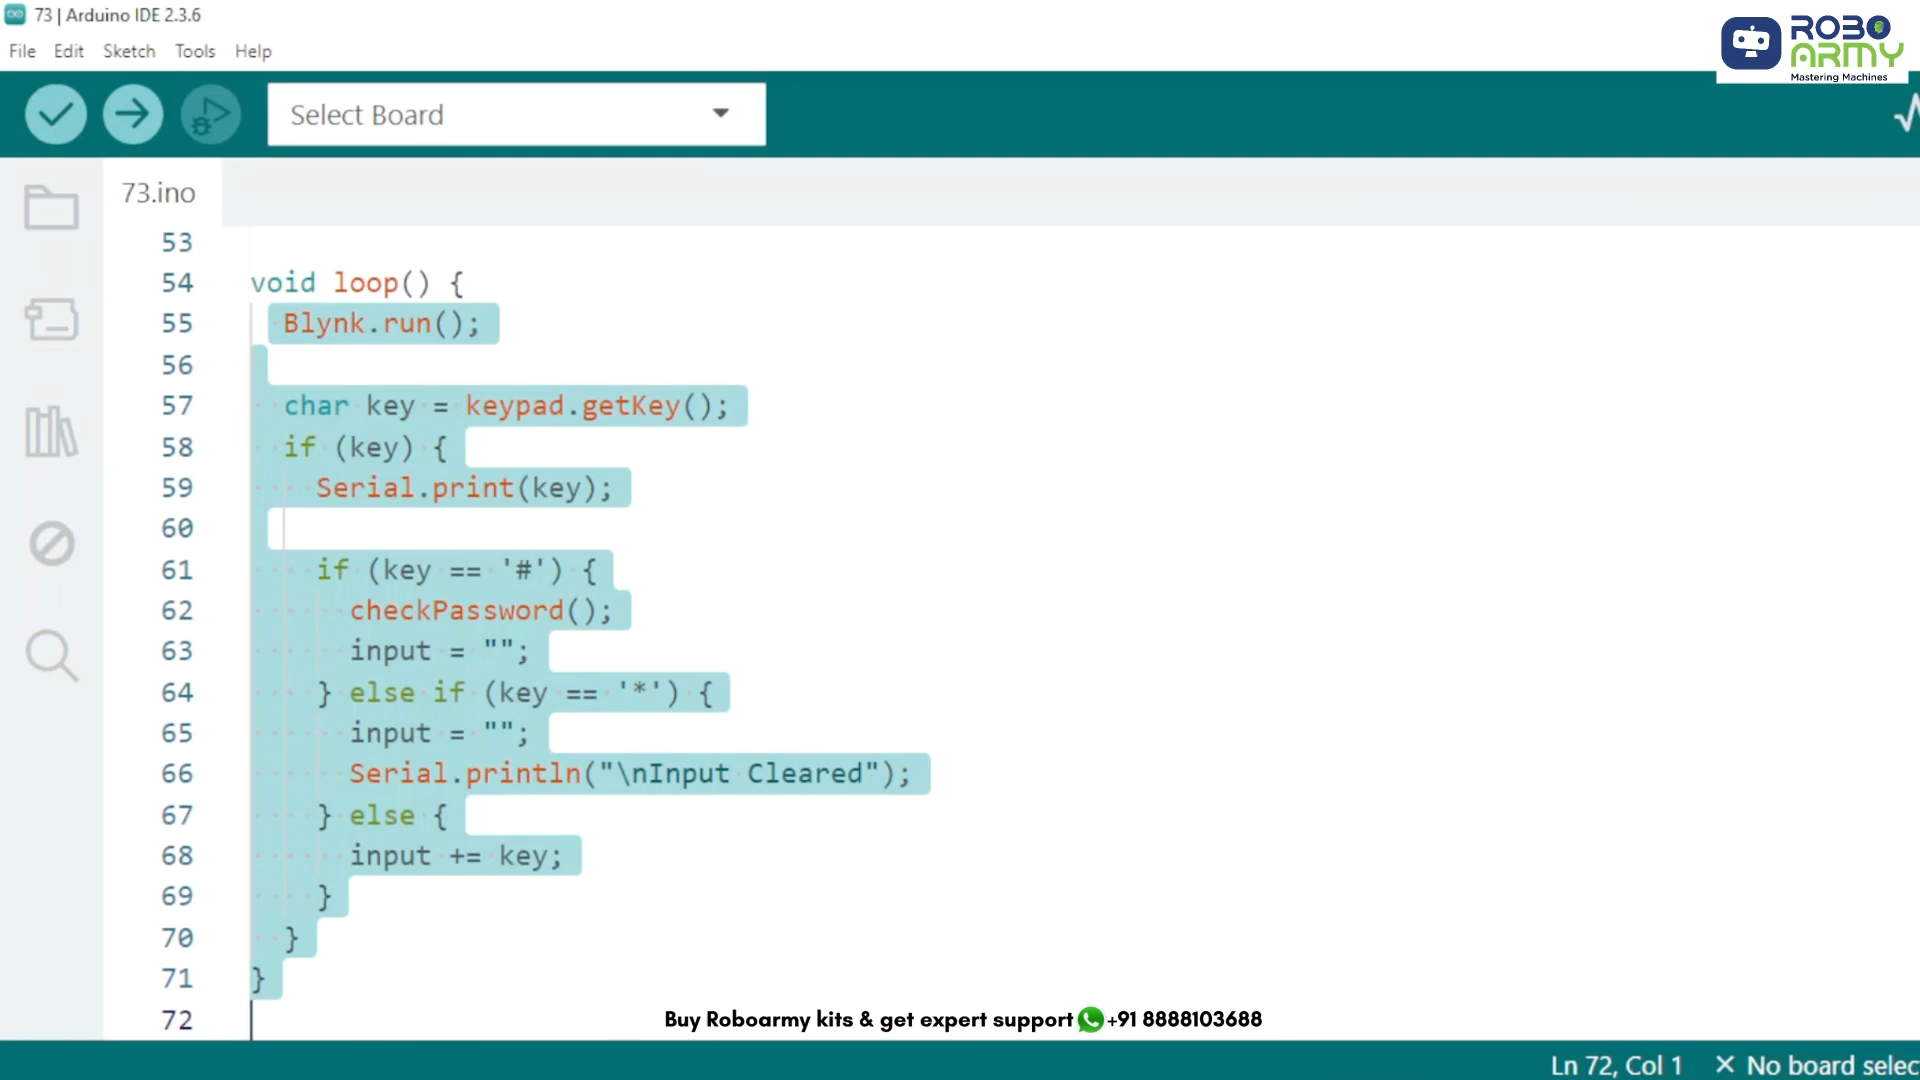 73 | Arduino IDE 2.3.6
File Edit Sketch Tools Help
ROBO
ARMY
Mastering Machines
Select Board
73.ino
53
54 void loop() {
55 Blynk.run();
56
57 char key = keypad.getKey();
58 if (key) {
59 Serial.print(key);
60
61 if (key == '#') {
62 checkPassword();
63 input = "";
64 } else if (key == '*') {
65 input = "";
66 Serial.println("\nInput Cleared");
67 } else {
68 input += key;
69 }
70 }
71 }
72
Buy Roboarmy kits & get expert support +91 8888103688
Ln 72, Col 1 × No board selec